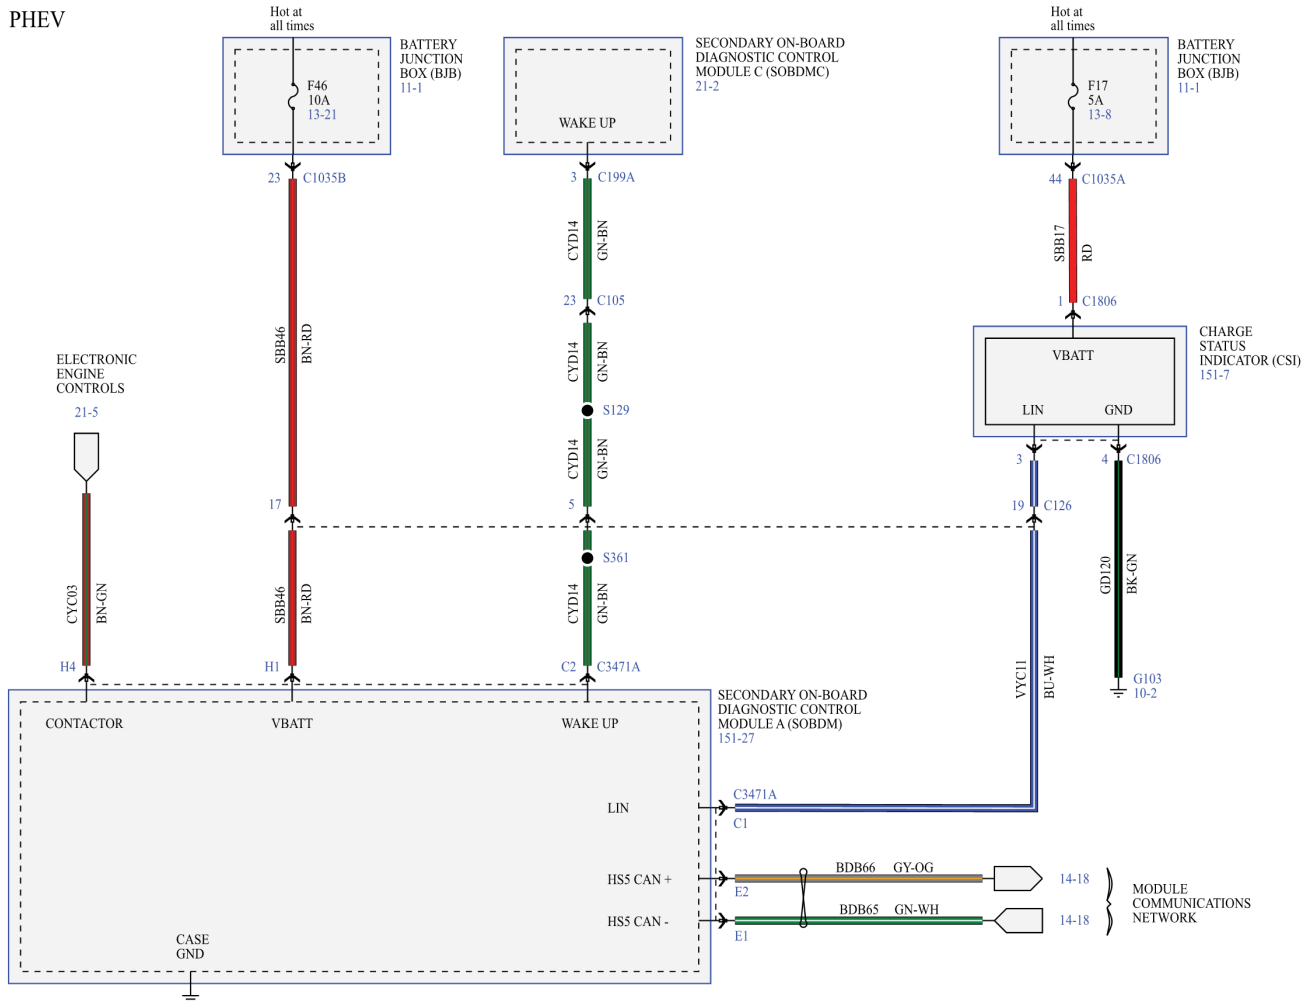 PHEV
Hot at
all times
F46
10A
13-21
BATTERY
JUNCTION
BOX (BJB)
11-1
WAKE UP
SECONDARY ON-BOARD
DIAGNOSTIC CONTROL
MODULE C (SOBDMC)
21-2
Hot at
all times
F17
5A
13-8
BATTERY
JUNCTION
BOX (BJB)
11-1
23 C1035B
3 C199A
44 C1035A
CYD14
GN-BN
SBB17
RD
23 C105
1 C1806
SBB46
BN-RD
CYD14
GN-BN
VBATT
LIN
GND
CHARGE
STATUS
INDICATOR (CSI)
151-7
ELECTRONIC
ENGINE
CONTROLS
21-5
S129
CYD14
GN-BN
3
4 C1806
17
5
19 C126
S361
CYC03
BN-GN
SBB46
BN-RD
CYD14
GN-BN
GD120
BK-GN
VYC11
BU-WH
G103
10-2
H4
H1
C2 C3471A
CONTACTOR
VBATT
WAKE UP
SECONDARY ON-BOARD
DIAGNOSTIC CONTROL
MODULE A (SOBDM)
151-27
LIN
C3471A
C1
HS5 CAN +
E2
BDB66 GY-OG
14-18
HS5 CAN -
E1
BDB65 GN-WH
14-18
MODULE
COMMUNICATIONS
NETWORK
CASE
GND